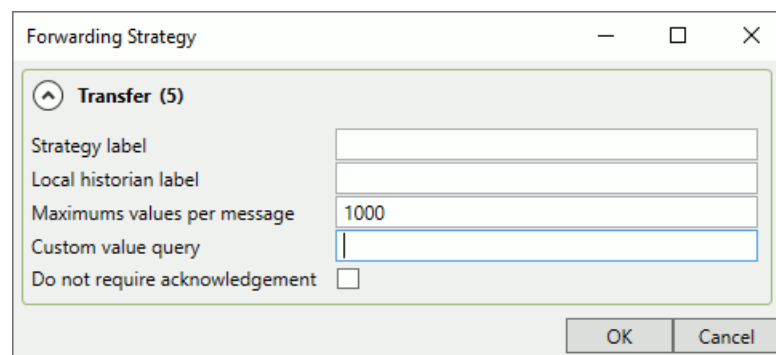 Forwarding Strategy
Transfer (5)
Strategy label
Local historian label
Maximums values per message 1000
Custom value query
Do not require acknowledgement
OK Cancel